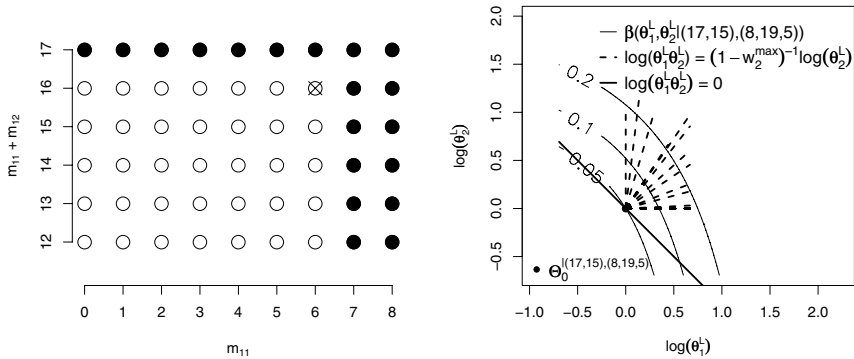 17
16
15
14
13
12
m₁₁ + m₁₂
0 1 2 3 4 5 6 7 8
m₁₁
2.0
1.5
1.0
0.5
0.0
−0.5
log(θ₂ᴸ)
β(θ₁ᴸ,θ₂ᴸ|(17,15),(8,19,5))
log(θ₁ᴸθ₂ᴸ) = (1−w₂ᵐᵃˣ)⁻¹log(θ₂ᴸ)
log(θ₁ᴸθ₂ᴸ) = 0
0.2
0.1
0.05
Θ₀|(17,15),(8,19,5)
−1.0 −0.5 0.0 0.5 1.0 1.5 2.0
log(θ₁ᴸ)